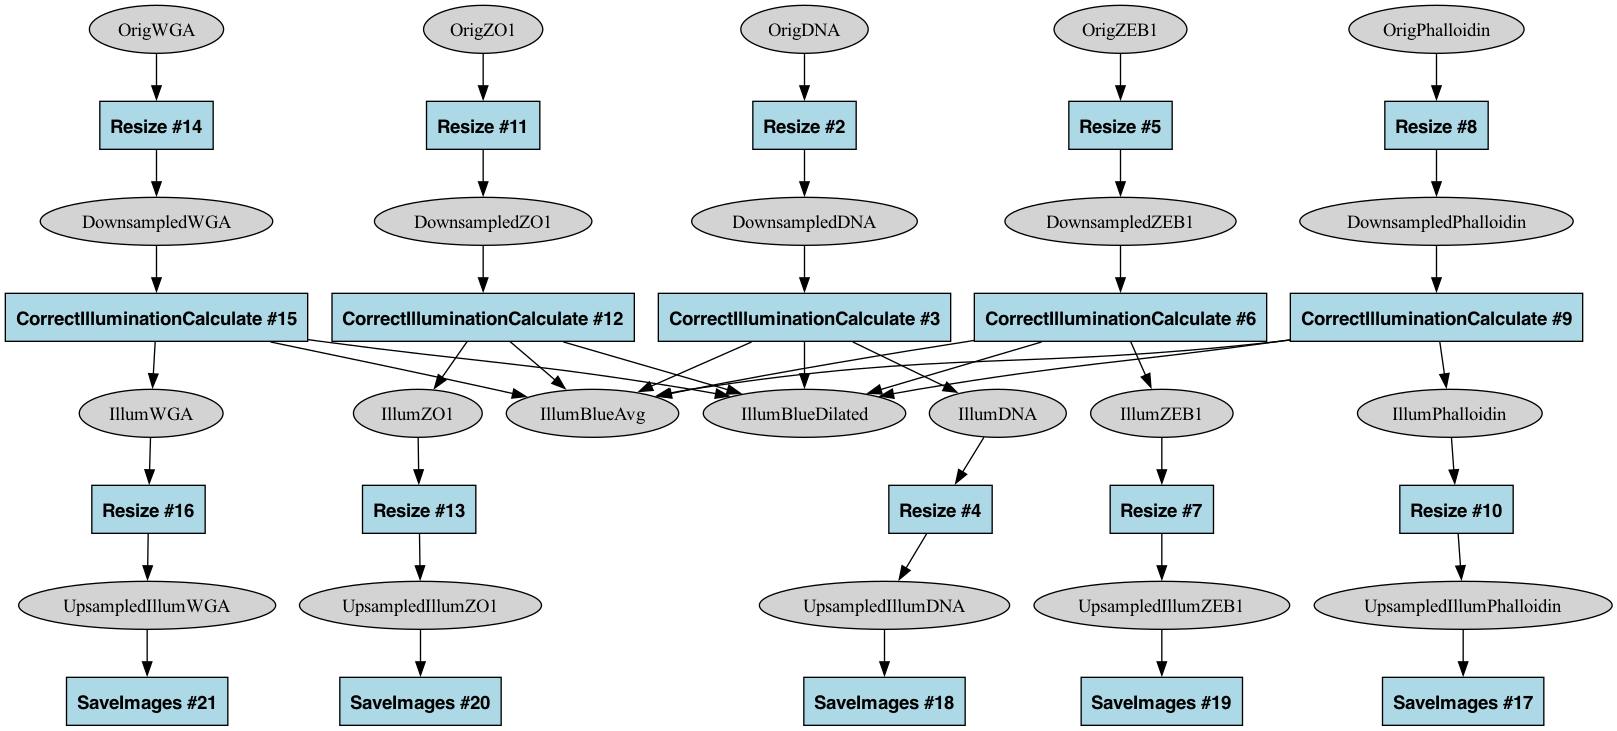 OrigWGA
OrigZO1
OrigDNA
OrigZEB1
OrigPhalloidin
Resize #14
Resize #11
Resize #2
Resize #5
Resize #8
DownsampledWGA
DownsampledZO1
DownsampledDNA
DownsampledZEB1
DownsampledPhalloidin
CorrectIlluminationCalculate #15
CorrectIlluminationCalculate #12
CorrectIlluminationCalculate #3
CorrectIlluminationCalculate #6
CorrectIlluminationCalculate #9
IllumWGA
IllumZO1
IllumBlueAvg
IllumBlueDilated
IllumDNA
IllumZEB1
IllumPhalloidin
Resize #16
Resize #13
Resize #4
Resize #7
Resize #10
UpsampledIllumWGA
UpsampledIllumZO1
UpsampledIllumDNA
UpsampledIllumZEB1
UpsampledIllumPhalloidin
SaveImages #21
SaveImages #20
SaveImages #18
SaveImages #19
SaveImages #17